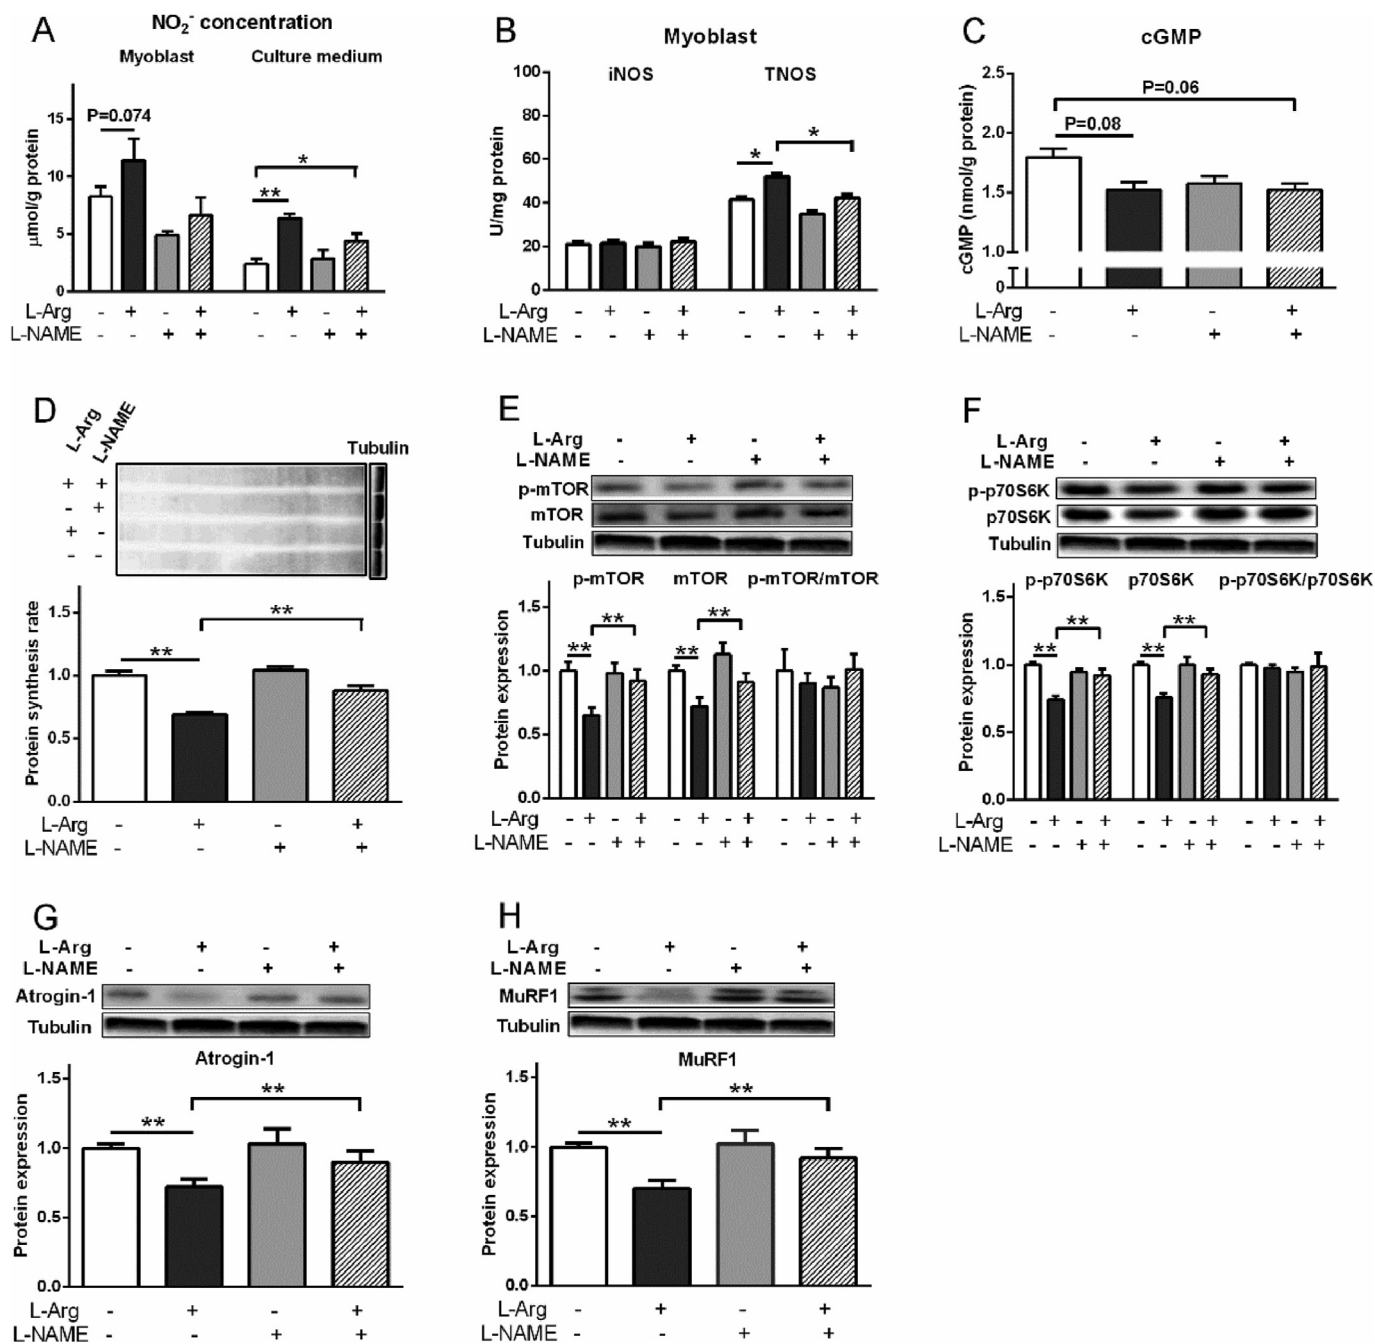 A
NO₂⁻ concentration
Myoblast Culture medium
P=0.074
*
**
μmol/g protein
15
10
5
0
L-Arg - + - + - + - +
L-NAME - - + + - - + +
B
Myoblast
iNOS TNOS
*
*
U/mg protein
100
80
60
40
20
0
L-Arg - + - + - + - +
L-NAME - - + + - - + +
C
cGMP
P=0.06
P=0.08
cGMP (nmol/g protein)
2.5
2.0
1.5
1.0
0
L-Arg - + - +
L-NAME - - + +
D
L-Arg
L-NAME
Tubulin
+ +
- +
+ -
- -
**
**
Protein synthesis rate
1.5
1.0
0.5
0.0
L-Arg - + - +
L-NAME - - + +
E
L-Arg - + - +
L-NAME - - + +
p-mTOR
mTOR
Tubulin
p-mTOR mTOR p-mTOR/mTOR
** **
** **
Protein expression
1.5
1.0
0.5
0.0
L-Arg - + - + - + - + - + - +
L-NAME - - + + - - + + - - + +
F
L-Arg - + - +
L-NAME - - + +
p-p70S6K
p70S6K
Tubulin
p-p70S6K p70S6K p-p70S6K/p70S6K
** **
** **
Protein expression
1.5
1.0
0.5
0.0
L-Arg - + - + - + - + - + - +
L-NAME - - + + - - + + - - + +
G
L-Arg - + - +
L-NAME - - + +
Atrogin-1
Tubulin
Atrogin-1
**
**
Protein expression
1.5
1.0
0.5
0.0
L-Arg - + - +
L-NAME - - + +
H
L-Arg - + - +
L-NAME - - + +
MuRF1
Tubulin
MuRF1
**
**
Protein expression
1.5
1.0
0.5
0.0
L-Arg - + - +
L-NAME - - + +